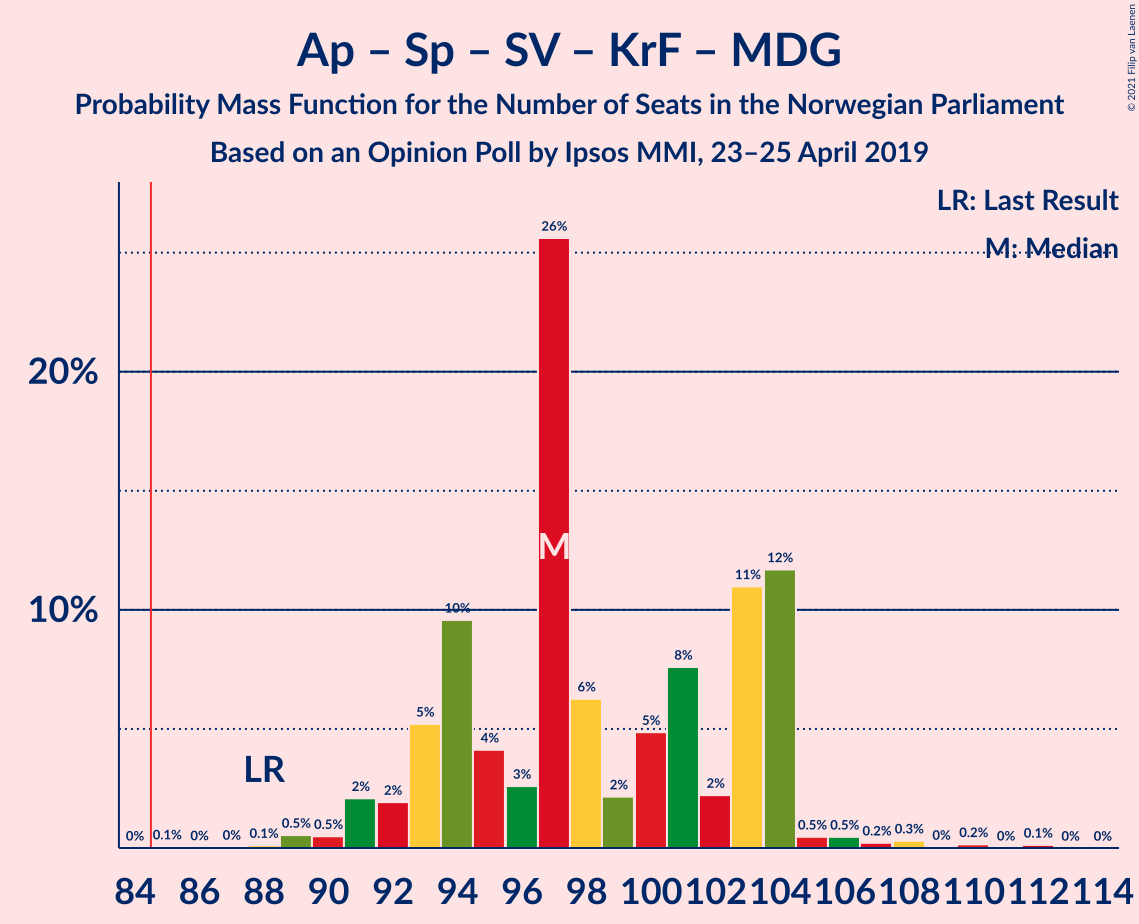 Ap – Sp – SV – KrF – MDG
Probability Mass Function for the Number of Seats in the Norwegian Parliament
Based on an Opinion Poll by Ipsos MMI, 23–25 April 2019
© 2021 Filip van Laenen
LR: Last Result
M: Median
20%
10%
LR
M
0% 0.1% 0% 0% 0.1% 0.5% 0.5% 2% 2% 5% 10% 4% 3% 26% 6% 2% 5% 8% 2% 11% 12% 0.5% 0.5% 0.2% 0.3% 0% 0.2% 0% 0.1% 0% 0%
84 86 88 90 92 94 96 98 100 102 104 106 108 110 112 114